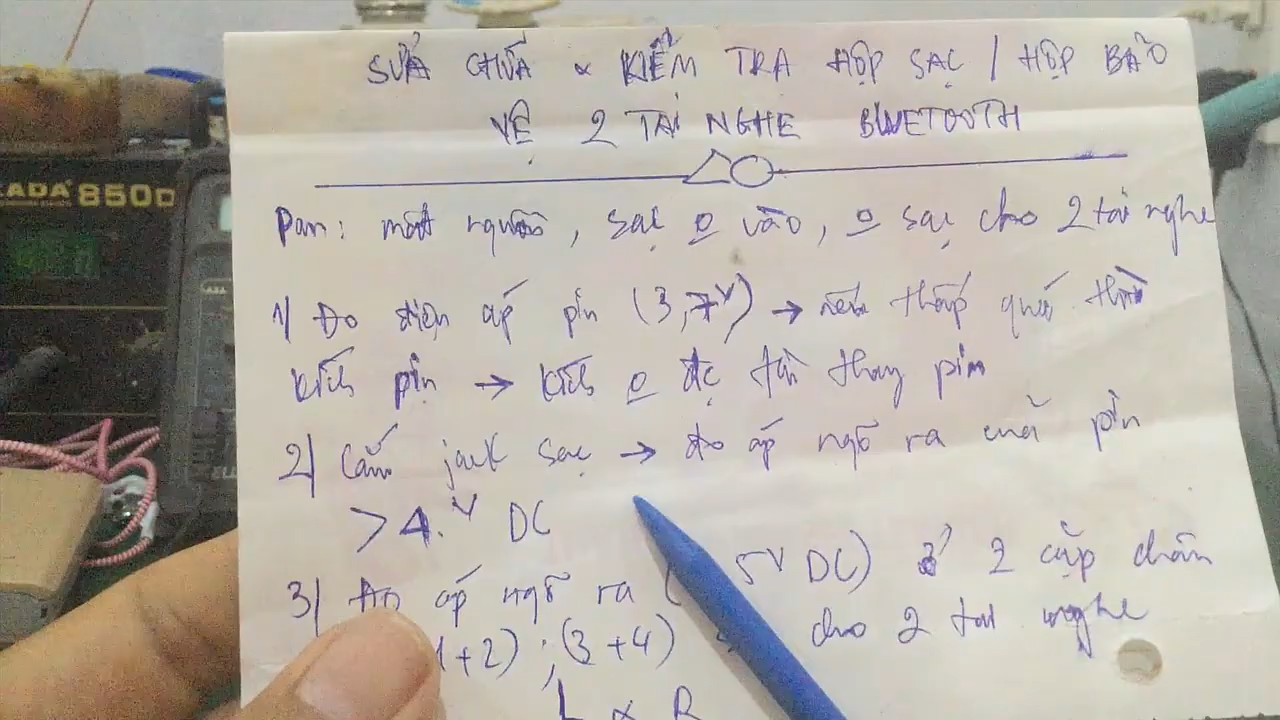 SỬA CHỮA & KIỂM TRA HỘP SẠC / HỘP BẢO
VỆ 2 TAI NGHE BLUETOOTH
Pan: mất nguồn, sạc o vào, o sạc cho 2 tai nghe
1/ Đo điện áp pin (3,7V) → nếu thấp quá thì
kích pin → kích o đc thì thay pin
2/ Cắm jack sạc → đo áp ngõ ra của pin
>4.V DC
3/ Đo áp ngõ ra ( 5V DC) ở 2 cặp chân
1+2) ; (3+4) cho 2 tai nghe
L & R
ADA 850D